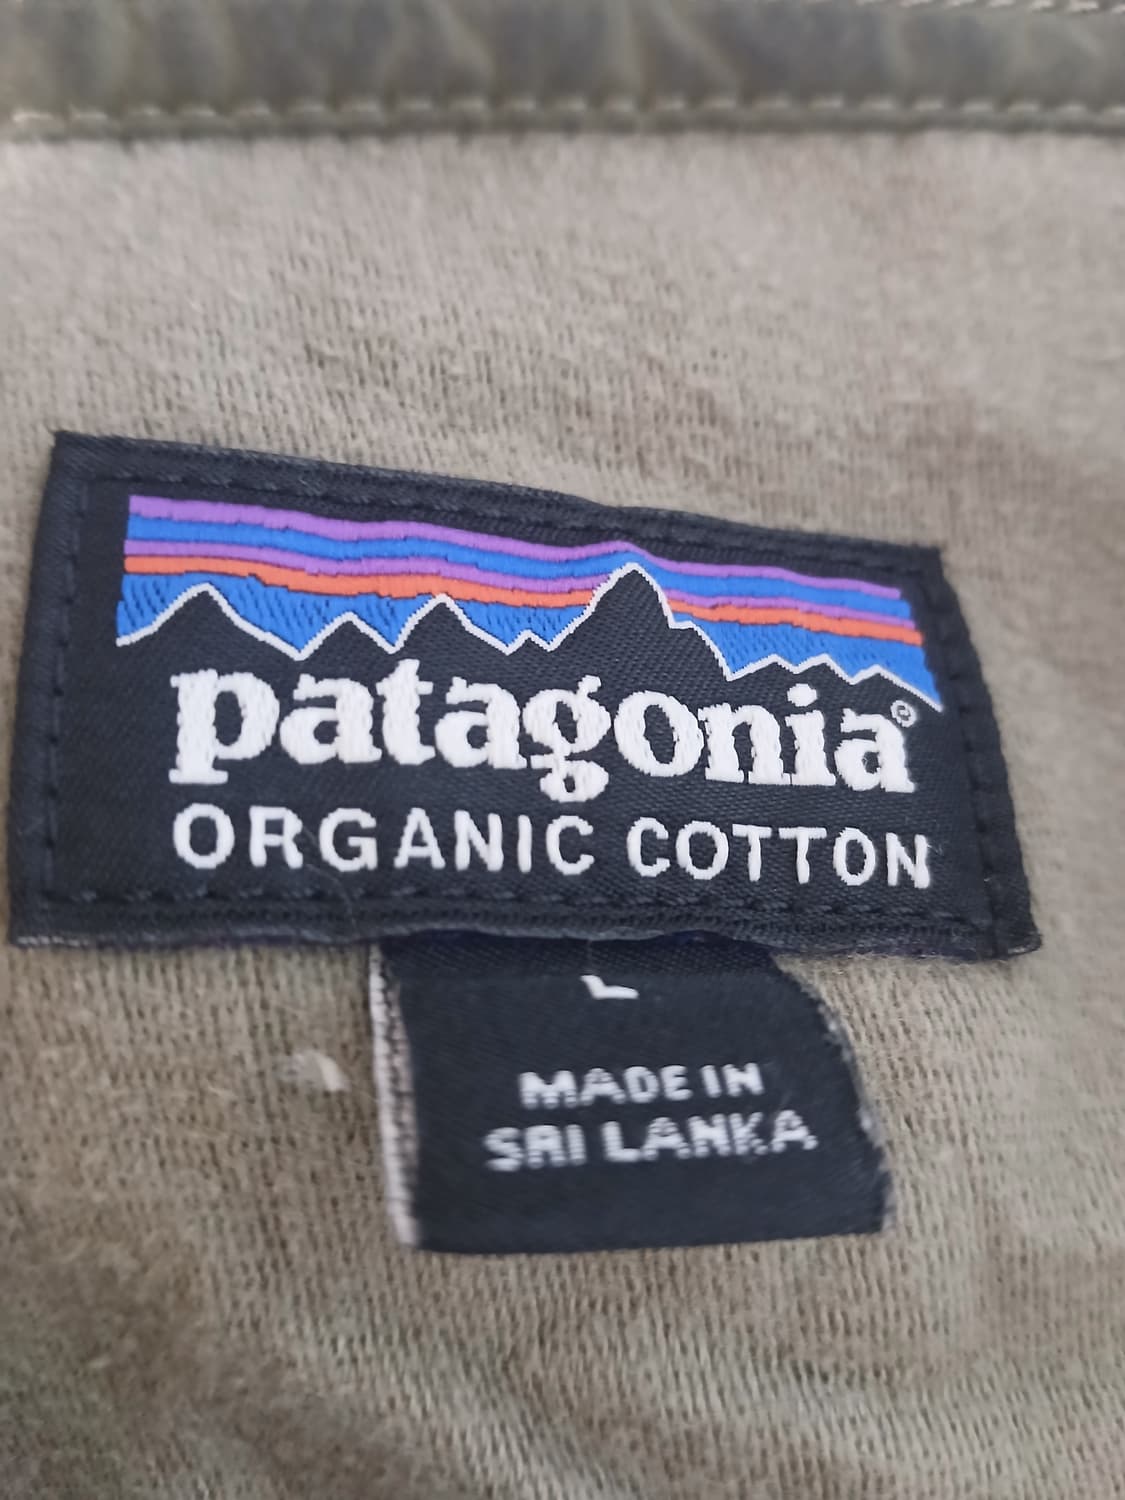 patagonia®
ORGANIC COTTON
L
MADE IN
SRI LANKA